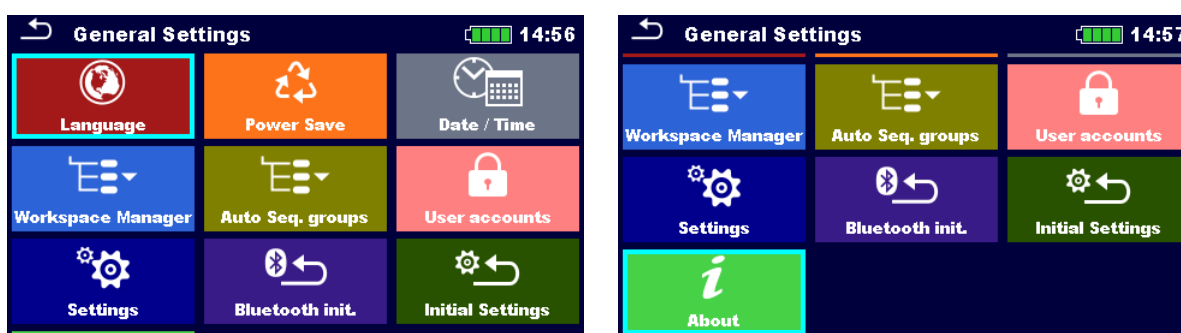 General Settings 14:56
Language Power Save Date / Time
Workspace Manager Auto Seq. groups User accounts
Settings Bluetooth init. Initial Settings
General Settings 14:57
Workspace Manager Auto Seq. groups User accounts
Settings Bluetooth init. Initial Settings
i
About